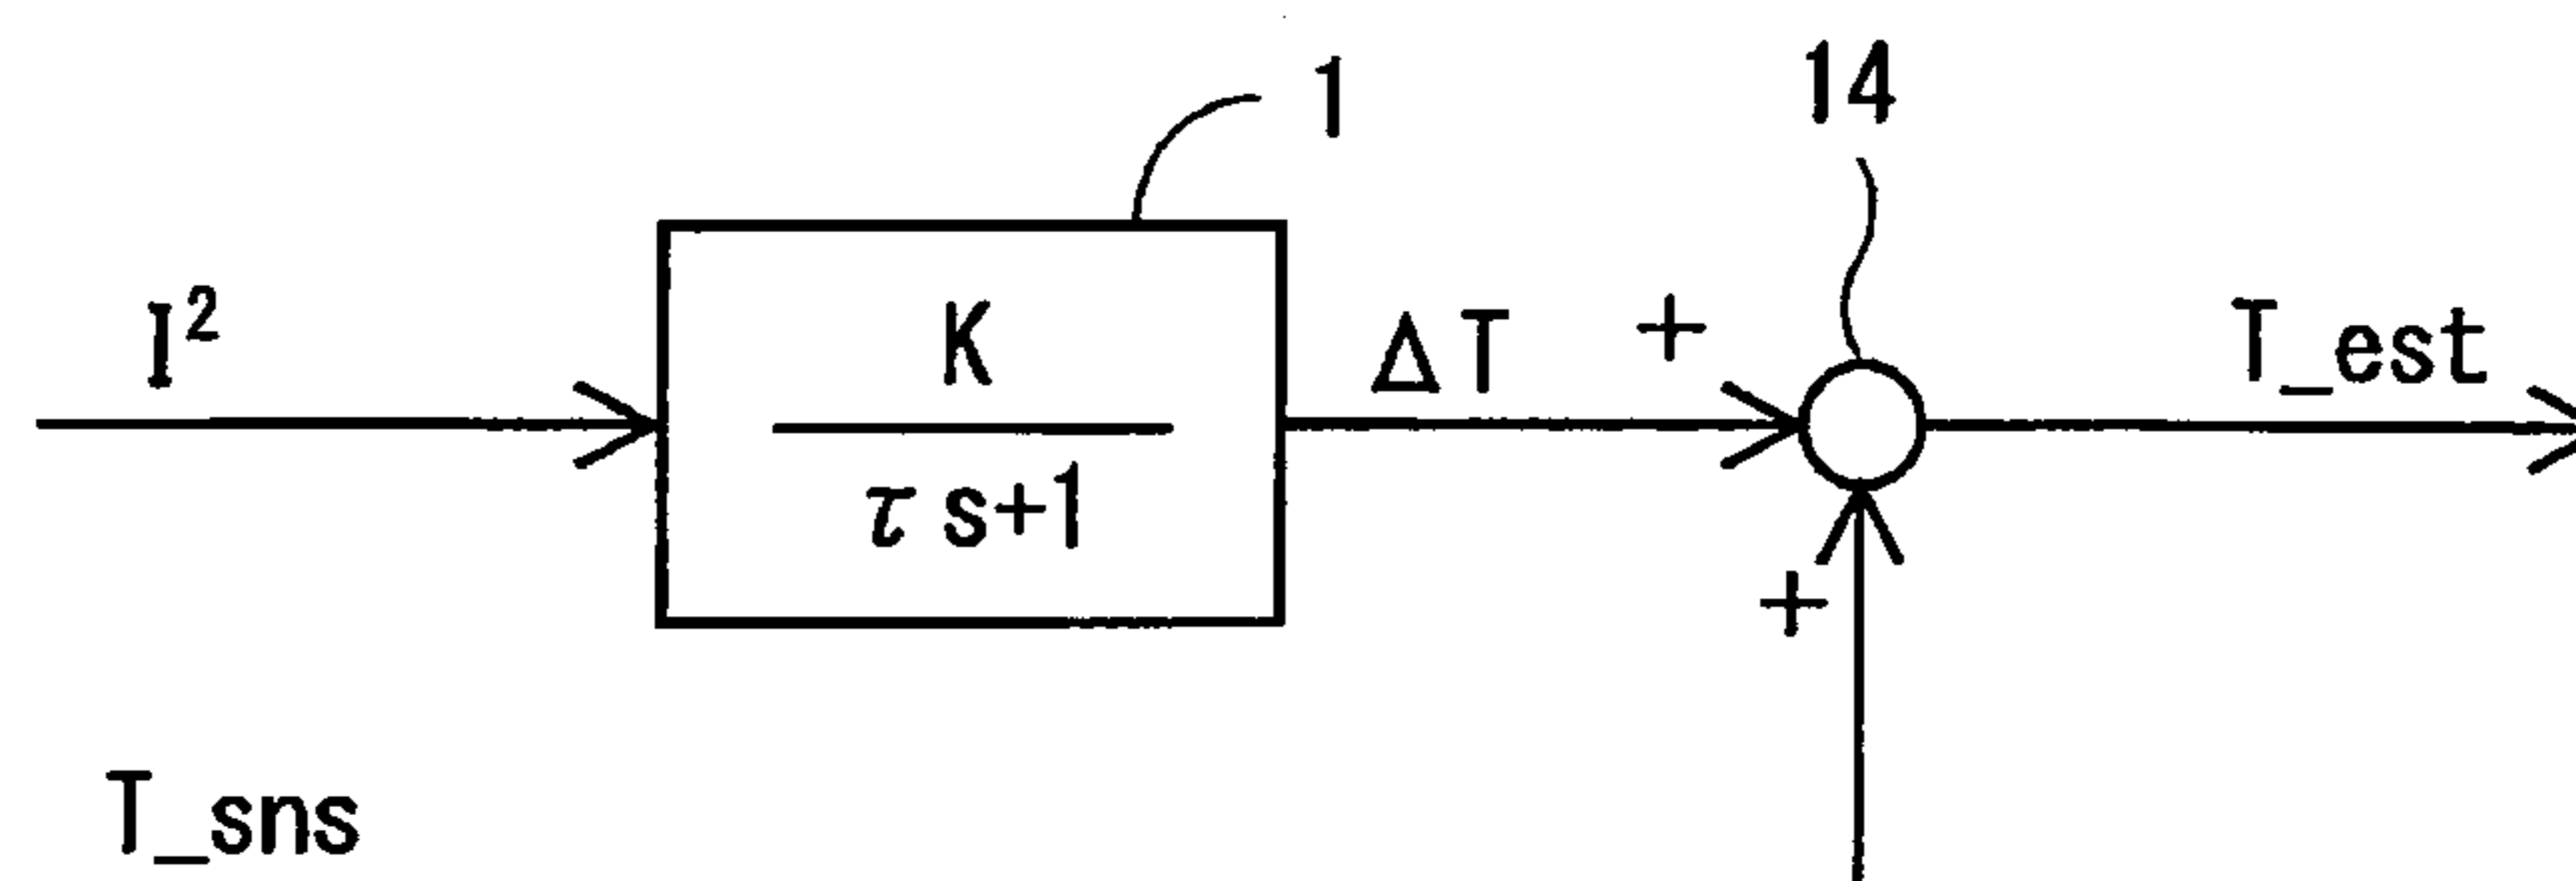 1
14
I²
K
τs+1
ΔT
+
T_est
+
T_sns